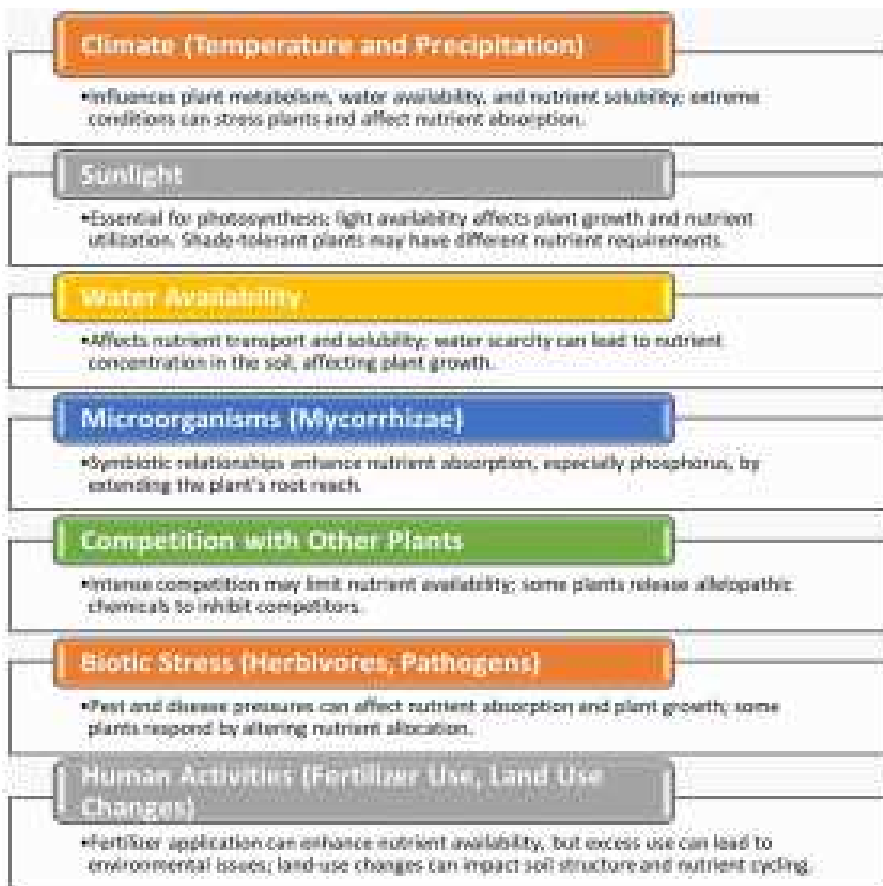 Climate (Temperature and Precipitation)
•Influences plant metabolism, water availability, and nutrient solubility; extreme
conditions can stress plants and affect nutrient absorption.
Sunlight
•Essential for photosynthesis; light availability affects plant growth and nutrient
utilization. Shade-tolerant plants may have different nutrient requirements.
Water Availability
•Affects nutrient transport and solubility; water scarcity can lead to nutrient
concentration in the soil, affecting plant growth.
Microorganisms (Mycorrhizae)
•Symbiotic relationships enhance nutrient absorption, especially phosphorus, by
extending the plant's root reach.
Competition with Other Plants
•Intense competition may limit nutrient availability; some plants release allelopathic
chemicals to inhibit competitors.
Biotic Stress (Herbivores, Pathogens)
•Pest and disease pressures can affect nutrient absorption and plant growth; some
plants respond by altering nutrient allocation.
Human Activities (Fertilizer Use, Land Use
Changes)
•Fertilizer application can enhance nutrient availability, but excess use can lead to
environmental issues; land-use changes can impact soil structure and nutrient cycling.